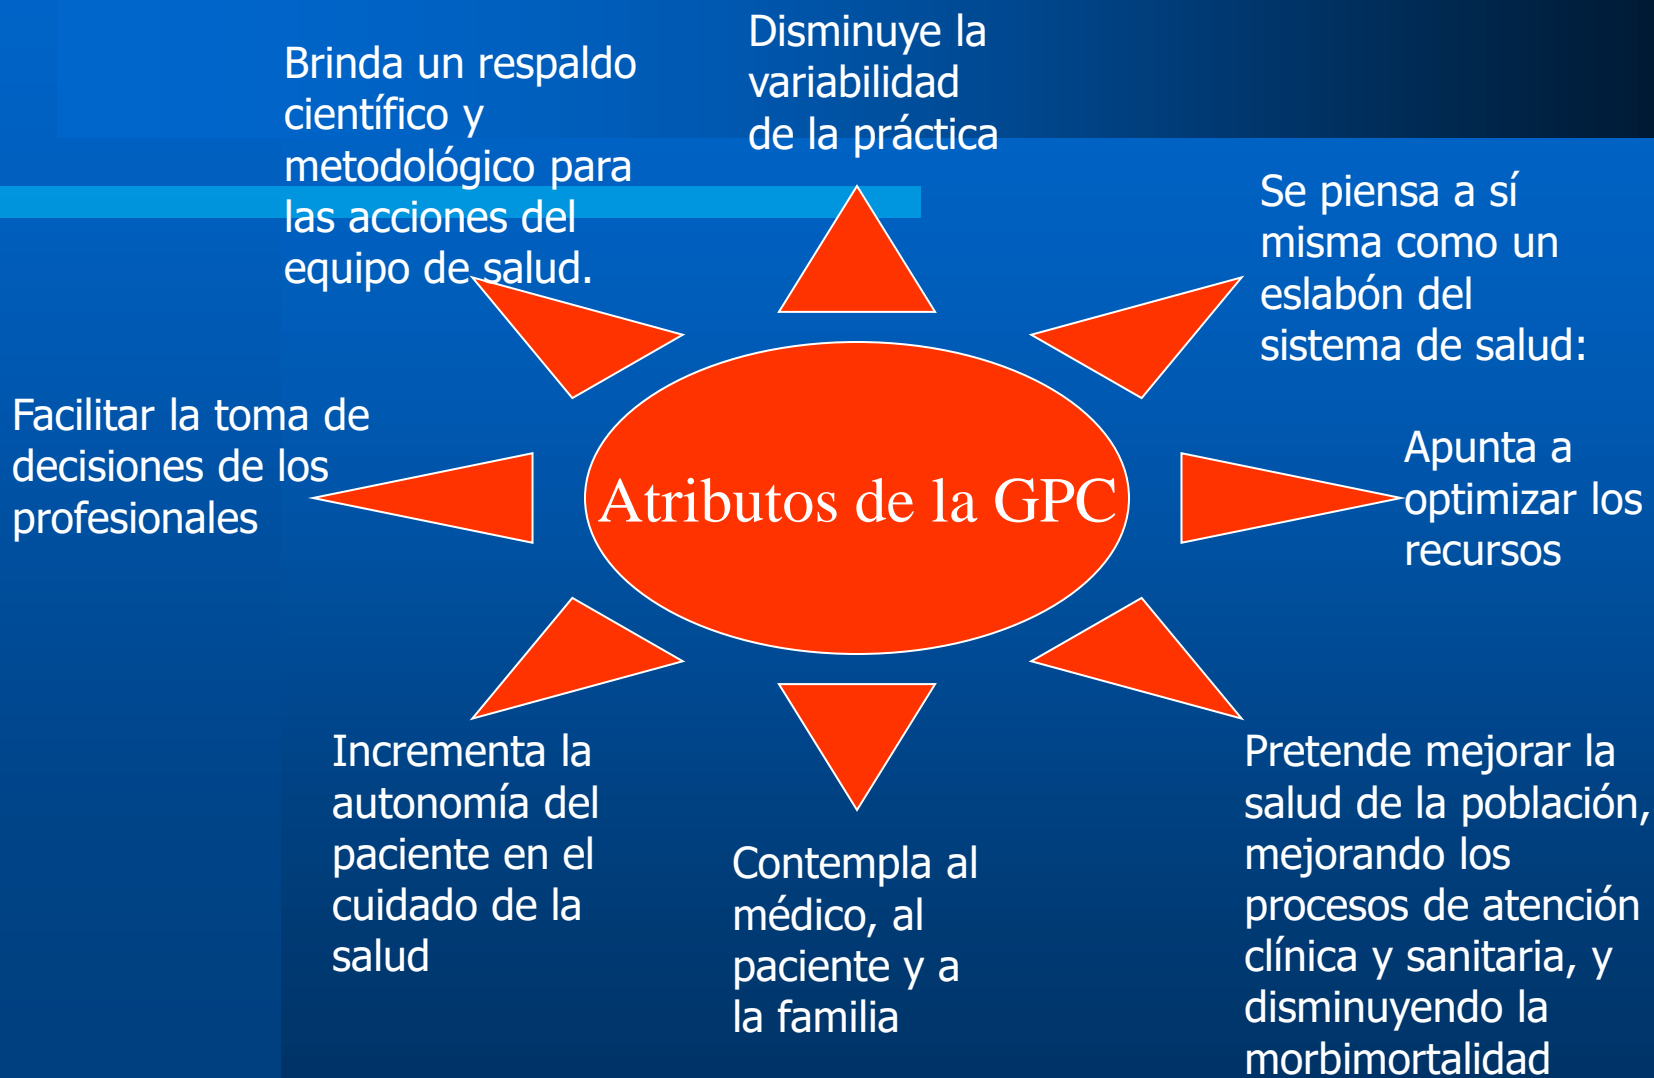 Disminuye la
variabilidad
de la práctica
Brinda un respaldo
científico y
metodológico para
las acciones del
equipo de salud.
Se piensa a sí
misma como un
eslabón del
sistema de salud:
Facilitar la toma de
decisiones de los
profesionales
Atributos de la GPC
Apunta a
optimizar los
recursos
Incrementa la
autonomía del
paciente en el
cuidado de la
salud
Contempla al
médico, al
paciente y a
la familia
Pretende mejorar la
salud de la población,
mejorando los
procesos de atención
clínica y sanitaria, y
disminuyendo la
morbimortalidad